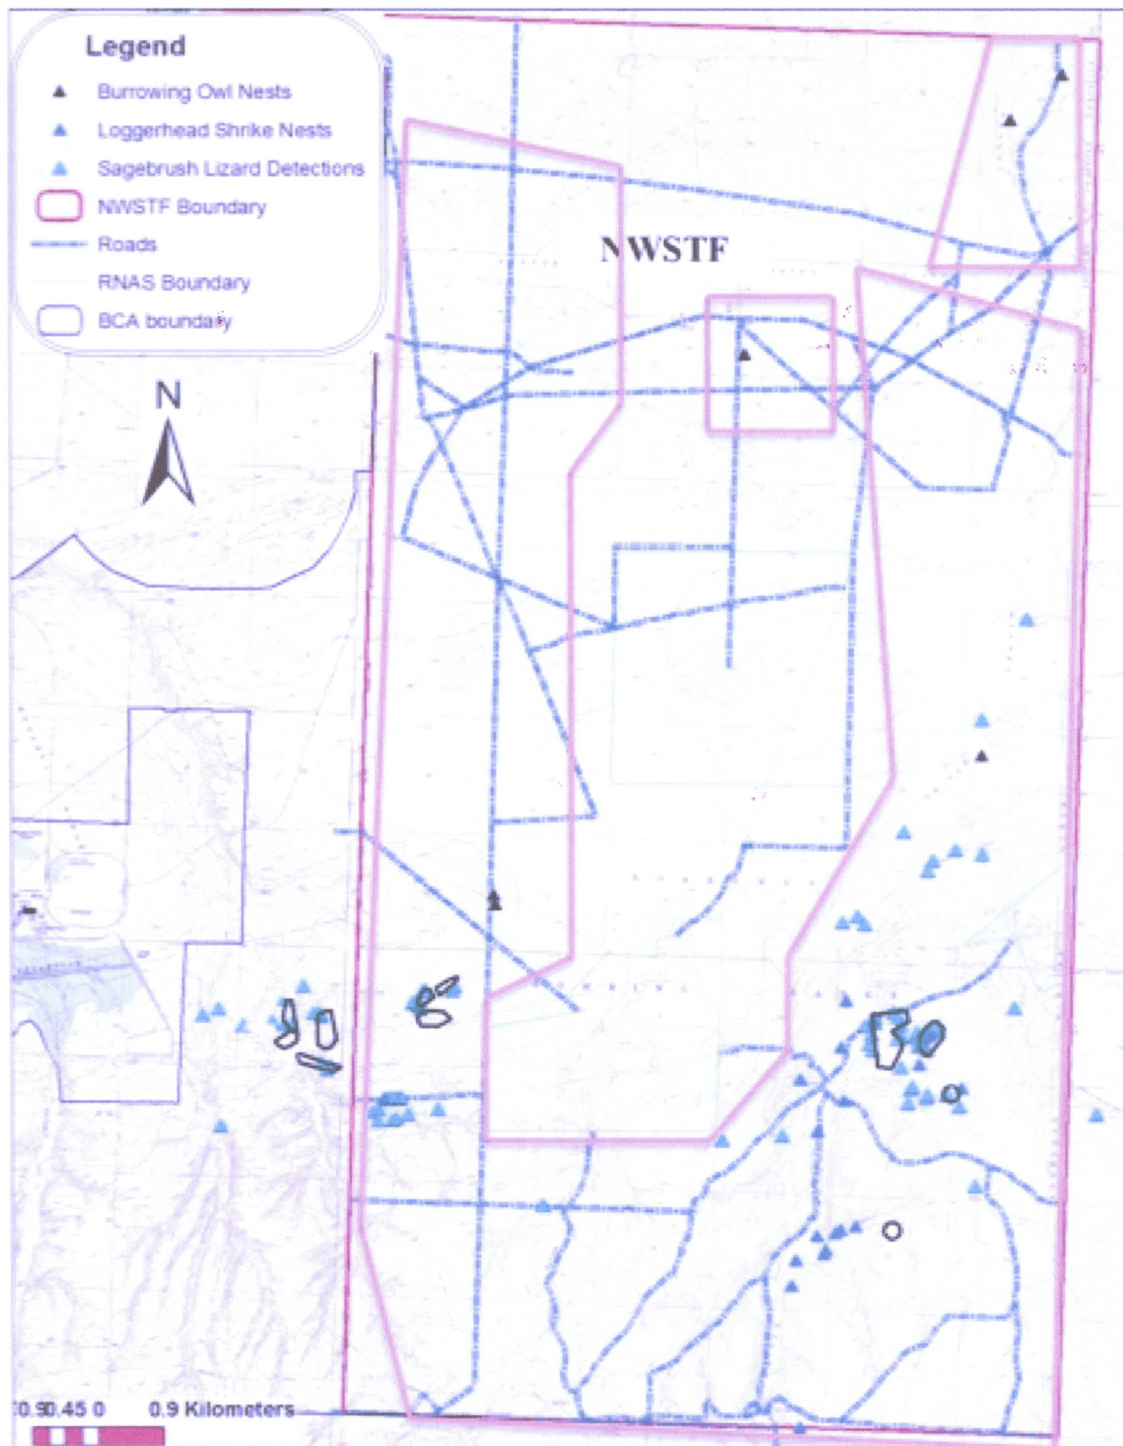 Legend
Burrowing Owl Nests
Loggerhead Shrike Nests
Sagebrush Lizard Detections
NWSTF Boundary
Roads
RNAS Boundary
BCA boundary
NWSTF
N
0.9 Kilometers